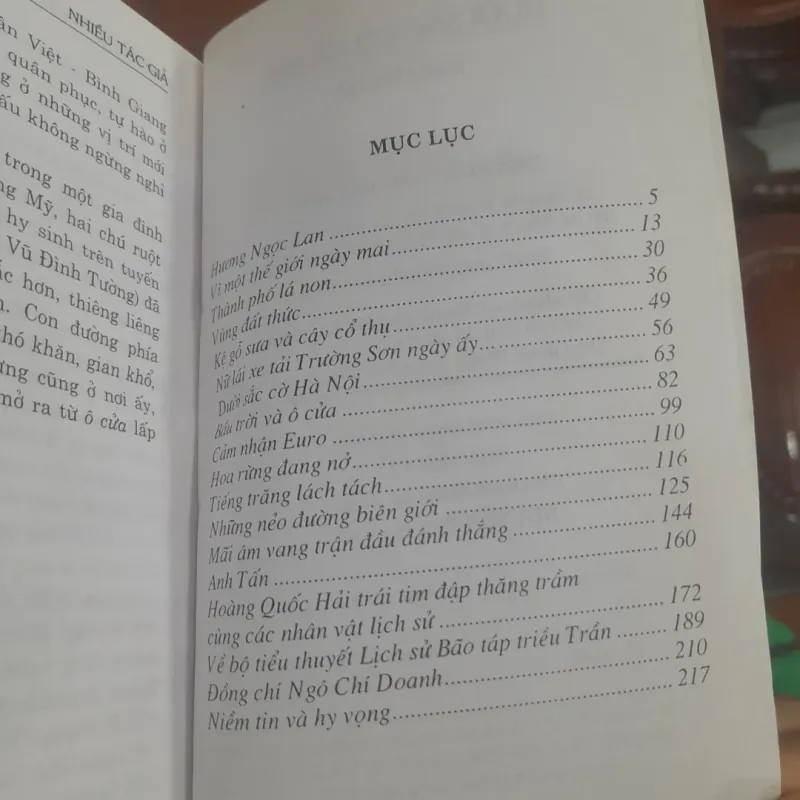 NHIỀU TÁC GIẢ
ân Việt - Bình Giang
quân phục, tự hào ở
g ở những vị trí mới
ấu không ngừng nghỉ
trong một gia đình
ng Mỹ, hai chú ruột
hy sinh trên tuyến
Vũ Đình Tường) đã
ắc hơn, thiêng liêng
n. Con đường phía
hó khăn, gian khổ,
ưng cũng ở nơi ấy,
mở ra từ ô cửa lấp
MỤC LỤC
Hương Ngọc Lan ..... 5
Vì một thế giới ngày mai ..... 13
Thành phố lá non ..... 30
Vùng đất thức ..... 36
Kệ gỗ sưa và cây cổ thụ ..... 49
Nữ lái xe tải Trường Sơn ngày ấy ..... 56
Dưới sắc cờ Hà Nội ..... 63
Bầu trời và ô cửa ..... 82
Cảm nhận Euro ..... 99
Hoa rừng đang nở ..... 110
Tiếng trăng lách tách ..... 116
Những nẻo đường biên giới ..... 125
Mãi âm vang trận đầu đánh thắng ..... 144
Anh Tấn ..... 160
Hoàng Quốc Hải trái tim đập thăng trầm
cùng các nhân vật lịch sử ..... 172
Về bộ tiểu thuyết Lịch sử Bão táp triều Trần ..... 189
Đồng chí Ngô Chí Doanh ..... 210
Niềm tin và hy vọng ..... 217